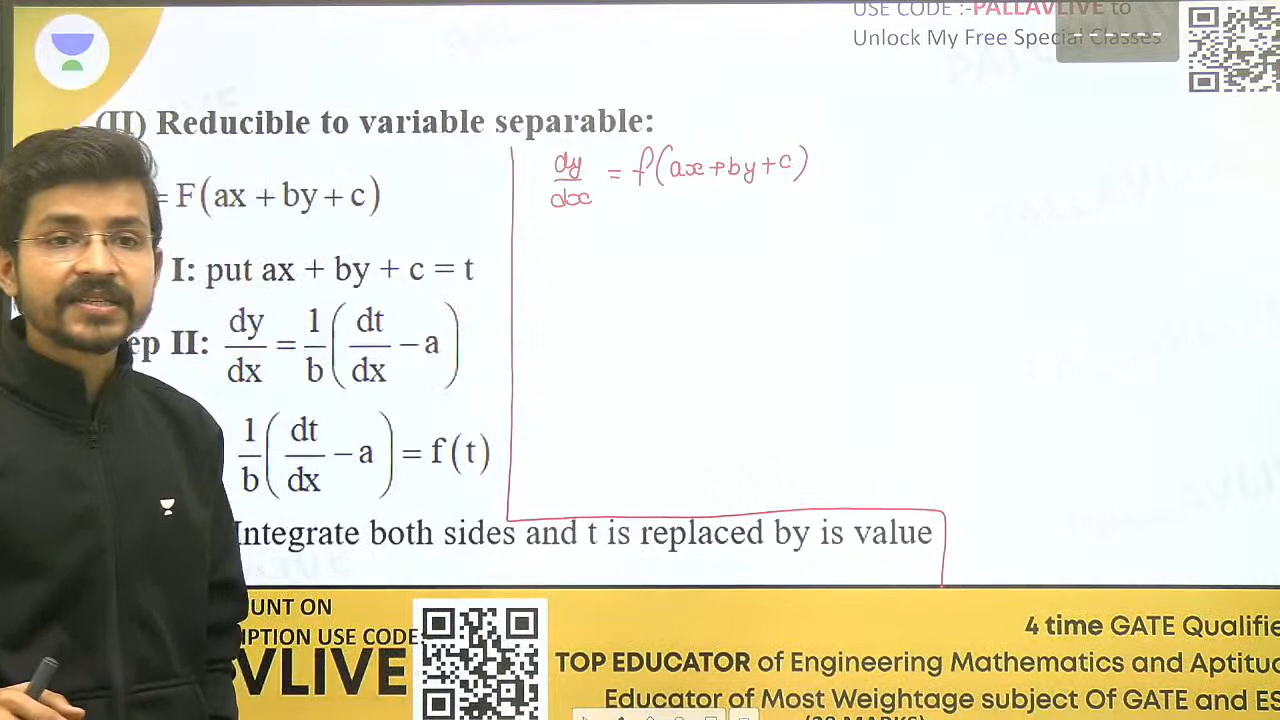 USE CODE :-PALLAVLIVE to
Unlock My Free Special Classes
(II) Reducible to variable separable:
dy/dx = f(ax+by+c)
= F(ax + by + c)
I: put ax + by + c = t
ep II: dy/dx = 1/b (dt/dx − a)
1/b (dt/dx − a) = f(t)
Integrate both sides and t is replaced by is value
UNT ON
IPTION USE CODE:
VLIVE
4 time GATE Qualifie
TOP EDUCATOR of Engineering Mathematics and Aptitud
Educator of Most Weightage subject Of GATE and ES